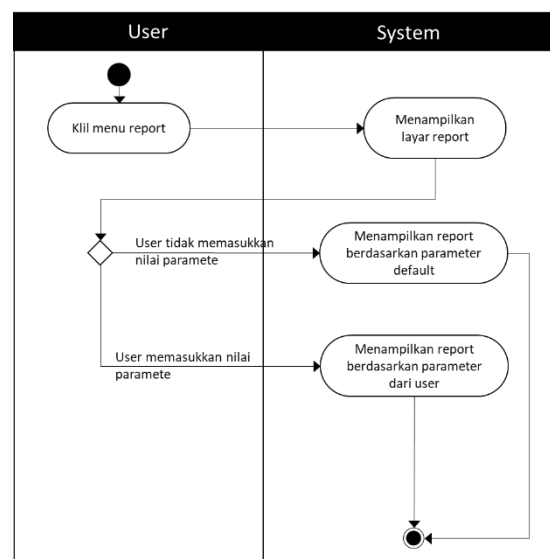 User
System
Klil menu report
Menampilkan
layar report
User tidak memasukkan
nilai paramete
Menampilkan report
berdasarkan parameter
default
User memasukkan nilai
paramete
Menampilkan report
berdasarkan parameter
dari user